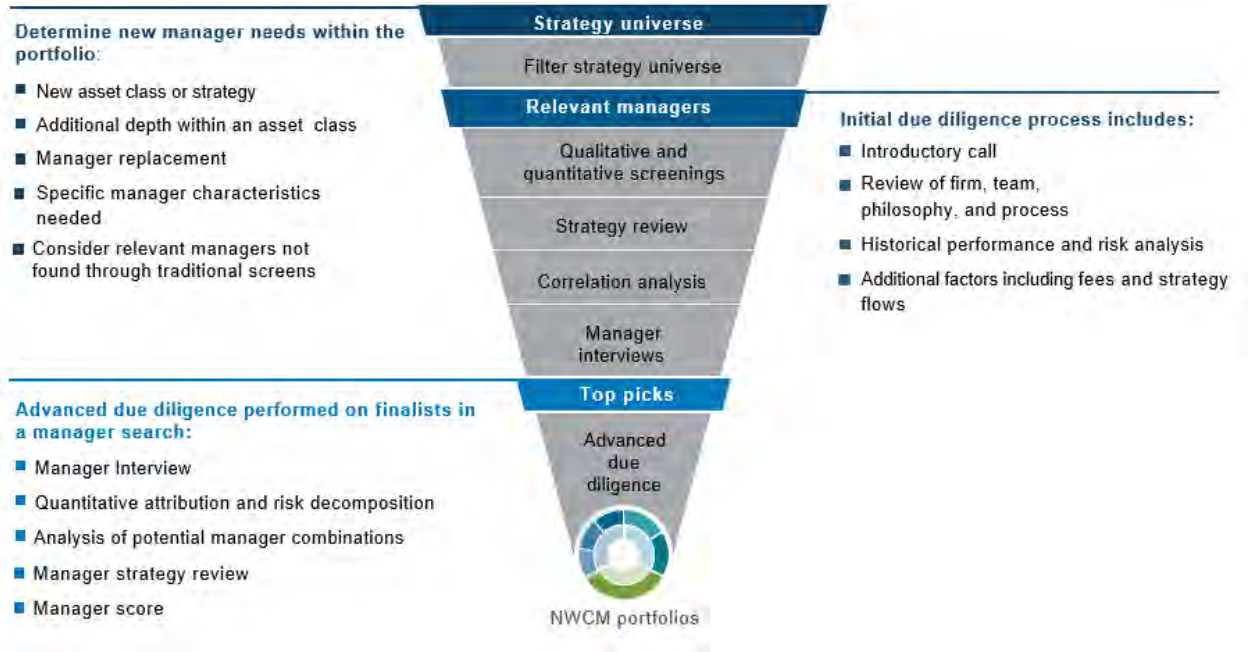 Determine new manager needs within the
portfolio:
New asset class or strategy
Additional depth within an asset class
Manager replacement
Specific manager characteristics
needed
Consider relevant managers not
found through traditional screens
Strategy universe
Filter strategy universe
Relevant managers
Qualitative and
quantitative screenings
Strategy review
Correlation analysis
Manager
interviews
Top picks
Advanced
due
diligence
NWCM portfolios
Initial due diligence process includes:
Introductory call
Review of firm, team,
philosophy, and process
Historical performance and risk analysis
Additional factors including fees and strategy
flows
Advanced due diligence performed on finalists in
a manager search:
Manager Interview
Quantitative attribution and risk decomposition
Analysis of potential manager combinations
Manager strategy review
Manager score